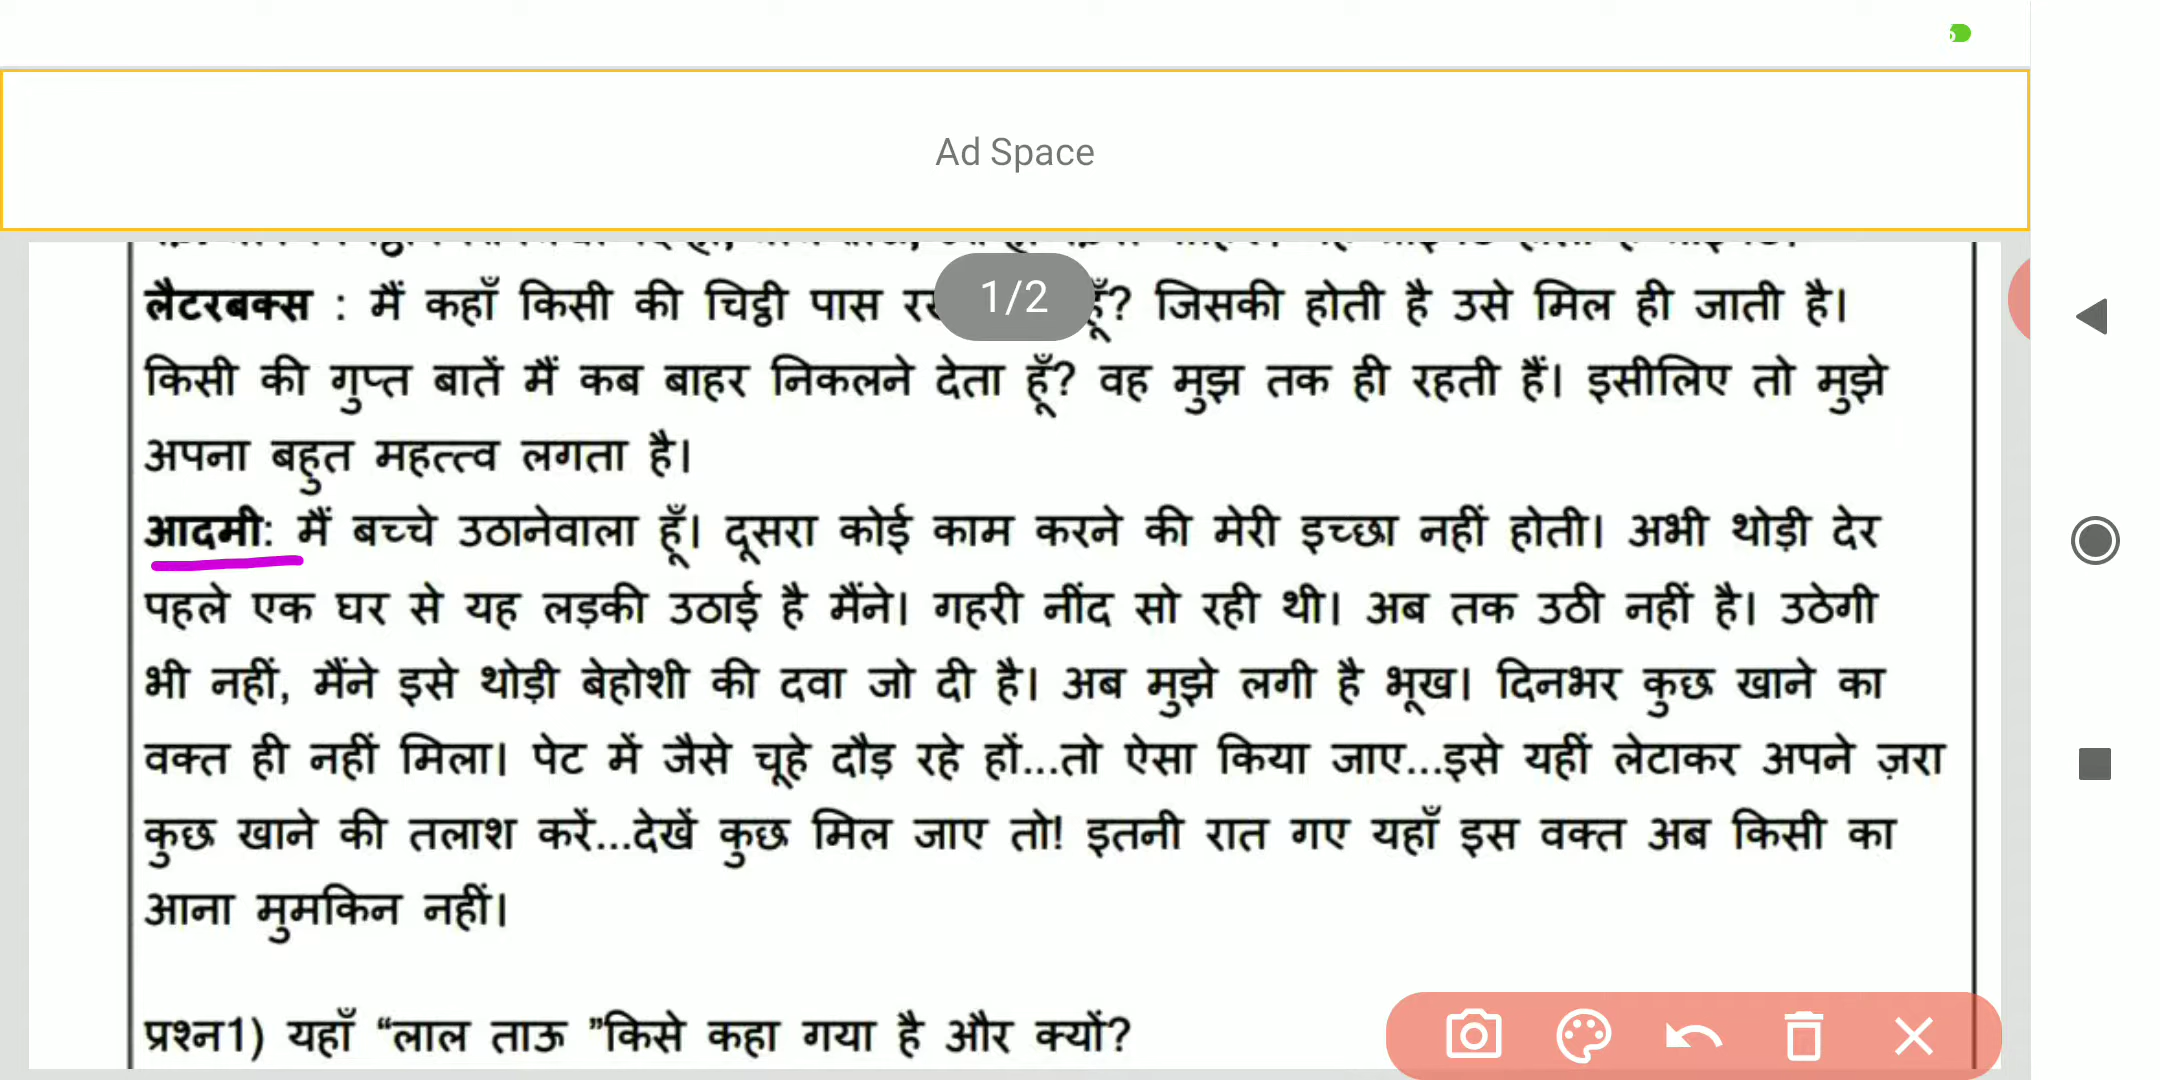 Ad Space
1/2
लैटरबक्स : मैं कहाँ किसी की चिट्ठी पास हूँ? जिसकी होती है उसे मिल ही जाती है।
किसी की गुप्त बातें मैं कब बाहर निकलने देता हूँ? वह मुझ तक ही रहती हैं। इसीलिए तो मुझे
अपना बहुत महत्त्व लगता है।
आदमी: मैं बच्चे उठानेवाला हूँ। दूसरा कोई काम करने की मेरी इच्छा नहीं होती। अभी थोड़ी देर
पहले एक घर से यह लड़की उठाई है मैंने। गहरी नींद सो रही थी। अब तक उठी नहीं है। उठेगी
भी नहीं, मैंने इसे थोड़ी बेहोशी की दवा जो दी है। अब मुझे लगी है भूख। दिनभर कुछ खाने का
वक्त ही नहीं मिला। पेट में जैसे चूहे दौड़ रहे हों...तो ऐसा किया जाए...इसे यहीं लेटाकर अपने ज़रा
कुछ खाने की तलाश करें...देखें कुछ मिल जाए तो! इतनी रात गए यहाँ इस वक्त अब किसी का
आना मुमकिन नहीं।
प्रश्न1) यहाँ “लाल ताऊ ”किसे कहा गया है और क्यों?